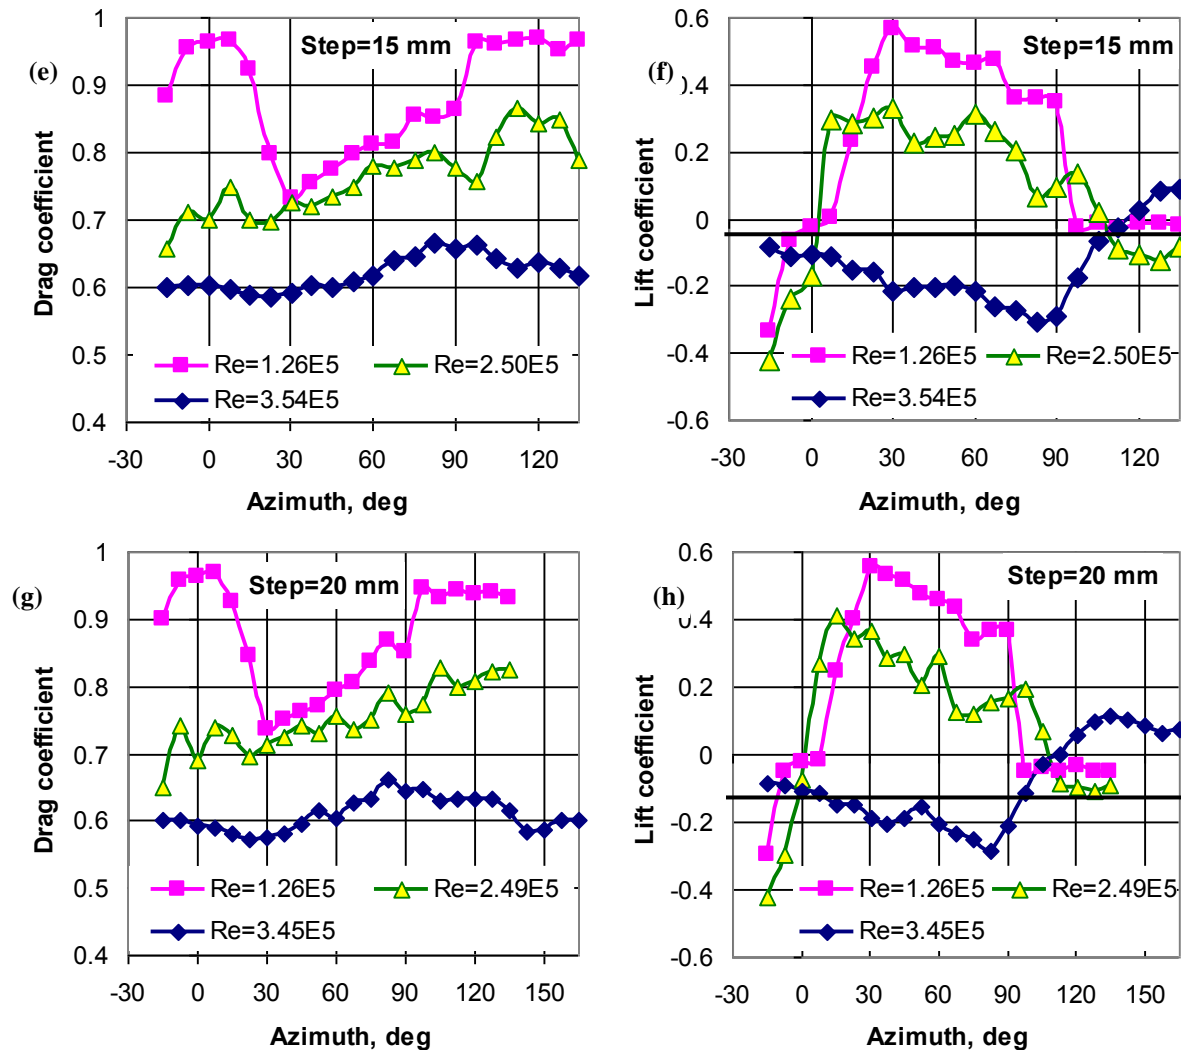 (e)
Step=15 mm
1
0.9
0.8
0.7
0.6
0.5
0.4
Drag coefficient
Re=1.26E5
Re=2.50E5
Re=3.54E5
-30 0 30 60 90 120
Azimuth, deg
(f)
Step=15 mm
0.6
0.2
0
-0.2
-0.4
-0.6
Lift coefficient
Re=1.26E5
Re=2.50E5
Re=3.54E5
-30 0 30 60 90 120
Azimuth, deg
(g)
Step=20 mm
1
0.9
0.8
0.7
0.6
0.5
0.4
Drag coefficient
Re=1.26E5
Re=2.49E5
Re=3.45E5
-30 0 30 60 90 120 150
Azimuth, deg
(h)
Step=20 mm
0.6
0.2
0
-0.2
-0.4
-0.6
Lift coefficient
Re=1.26E5
Re=2.49E5
Re=3.45E5
-30 0 30 60 90 120 150
Azimuth, deg